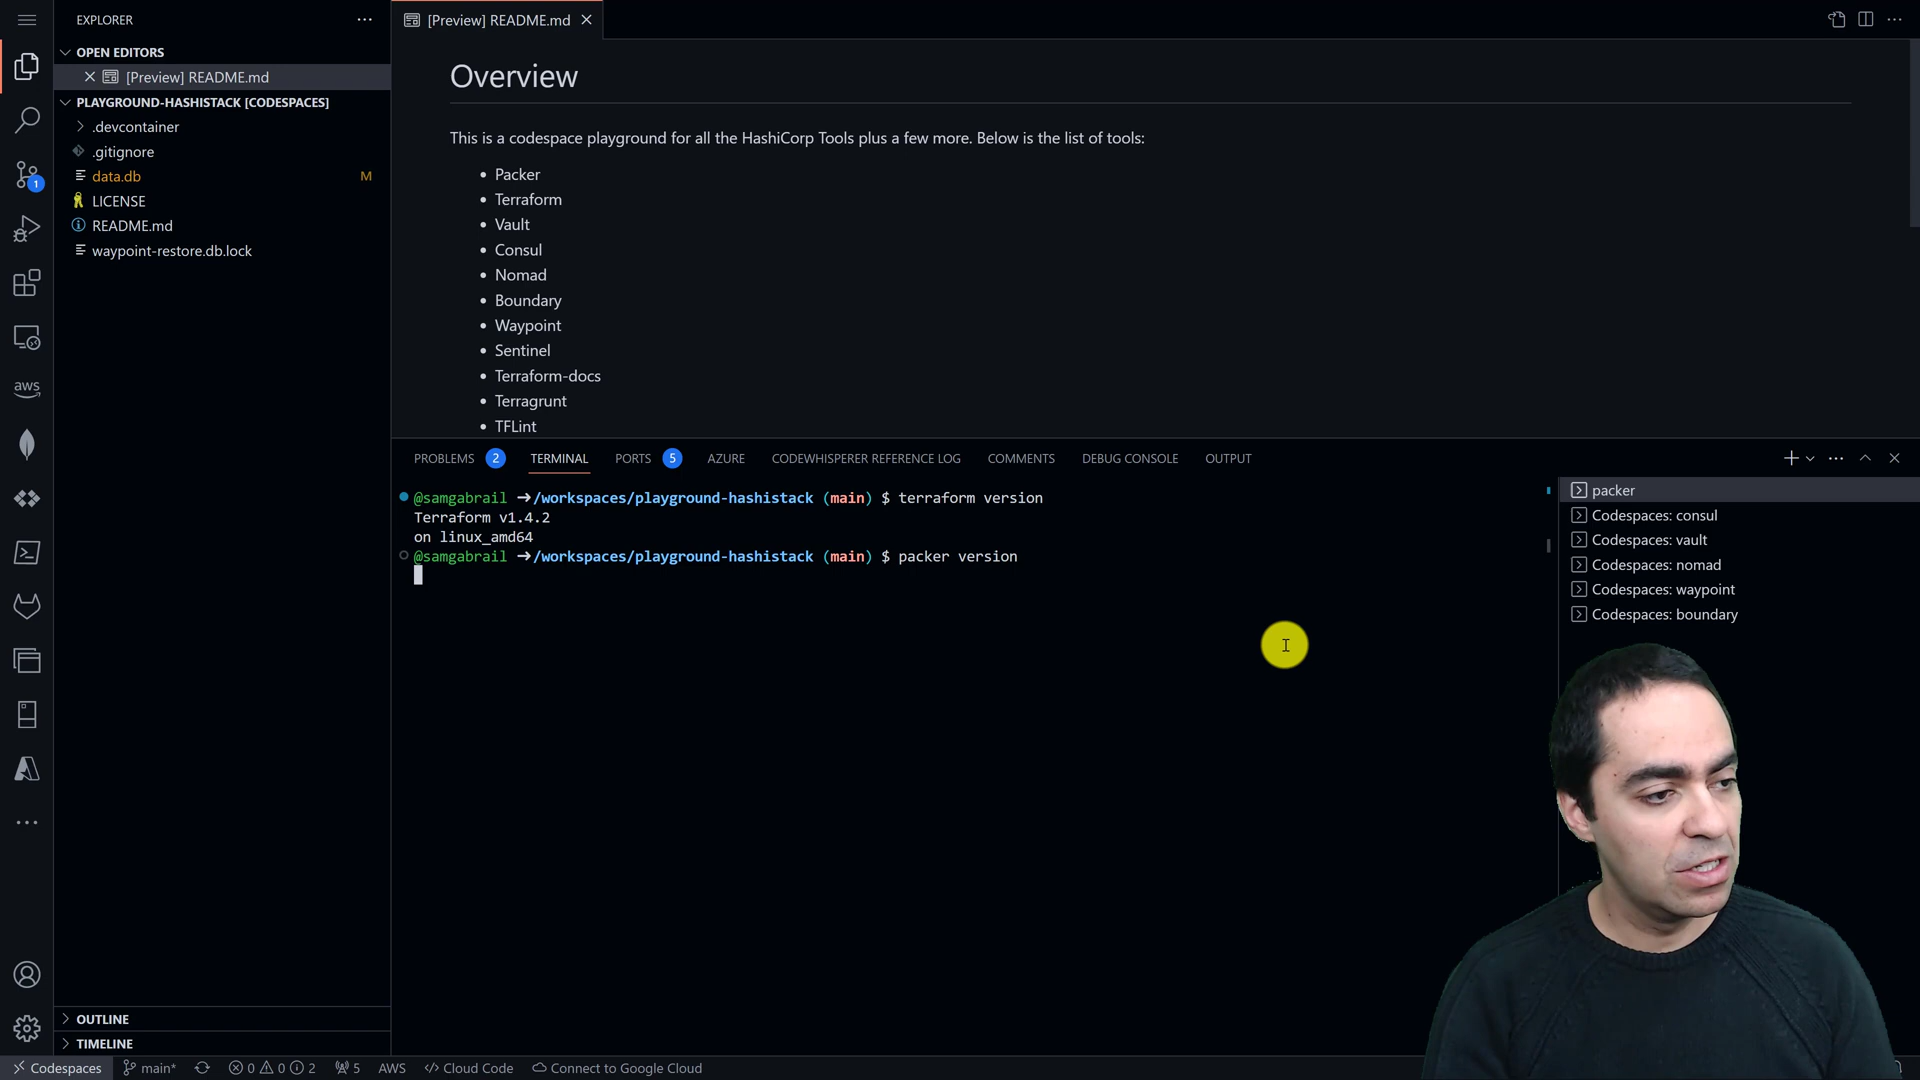 EXPLORER
[Preview] README.md
OPEN EDITORS
[Preview] README.md
PLAYGROUND-HASHISTACK [CODESPACES]
.devcontainer
.gitignore
data.db M
LICENSE
README.md
waypoint-restore.db.lock
1
aws
OUTLINE
TIMELINE
Overview
This is a codespace playground for all the HashiCorp Tools plus a few more. Below is the list of tools:
Packer
Terraform
Vault
Consul
Nomad
Boundary
Waypoint
Sentinel
Terraform-docs
Terragrunt
TFLint
PROBLEMS 2 TERMINAL PORTS 5 AZURE CODEWHISPERER REFERENCE LOG COMMENTS DEBUG CONSOLE OUTPUT
@samgabrail ➜/workspaces/playground-hashistack (main) $ terraform version
Terraform v1.4.2
on linux_amd64
@samgabrail ➜/workspaces/playground-hashistack (main) $ packer version
packer
Codespaces: consul
Codespaces: vault
Codespaces: nomad
Codespaces: waypoint
Codespaces: boundary
Codespaces main* 0 0 2 5 AWS Cloud Code Connect to Google Cloud